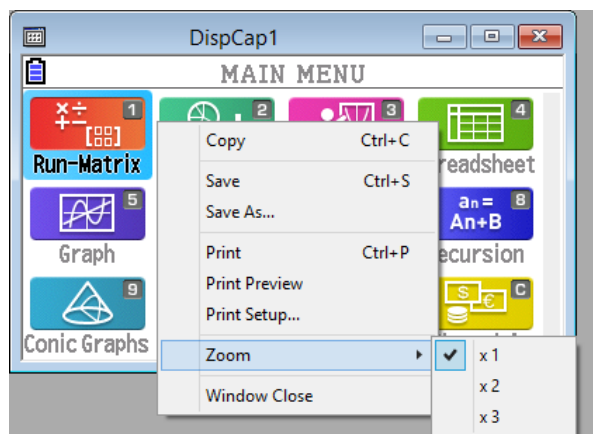 DispCap1
MAIN MENU
×÷ 1
+− 2 3 4
Run-Matrix readsheet
Copy Ctrl+C
Save Ctrl+S
Save As...
5 an= 8
An+B
Graph ecursion
Print Ctrl+P
Print Preview
Print Setup...
9 $ € C
Conic Graphs
Zoom
✓ x 1
x 2
x 3
Window Close